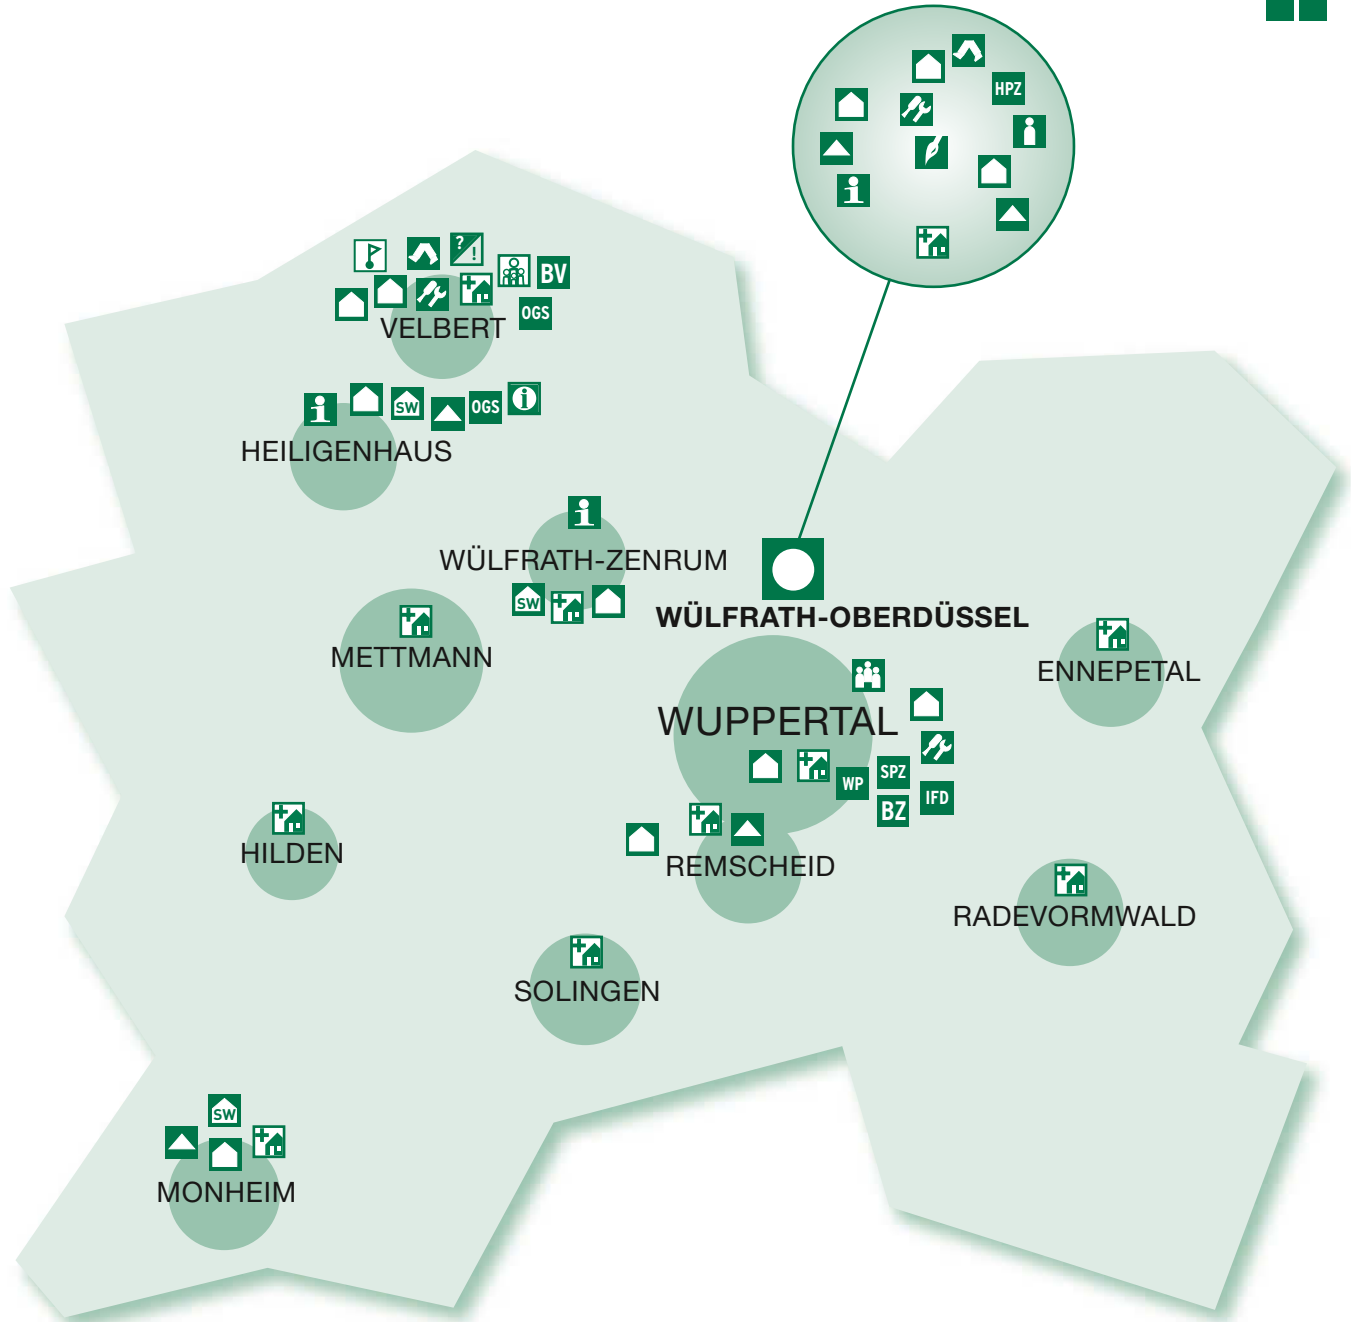 HPZ
i
?
!
BV
OGS
VELBERT
i
SW
OGS
i
HEILIGENHAUS
i
WÜLFRATH-ZENRUM
SW
WÜLFRATH-OBERDÜSSEL
METTMANN
ENNEPETAL
WUPPERTAL
WP
SPZ
BZ
IFD
HILDEN
REMSCHEID
RADEVORMWALD
SOLINGEN
SW
MONHEIM